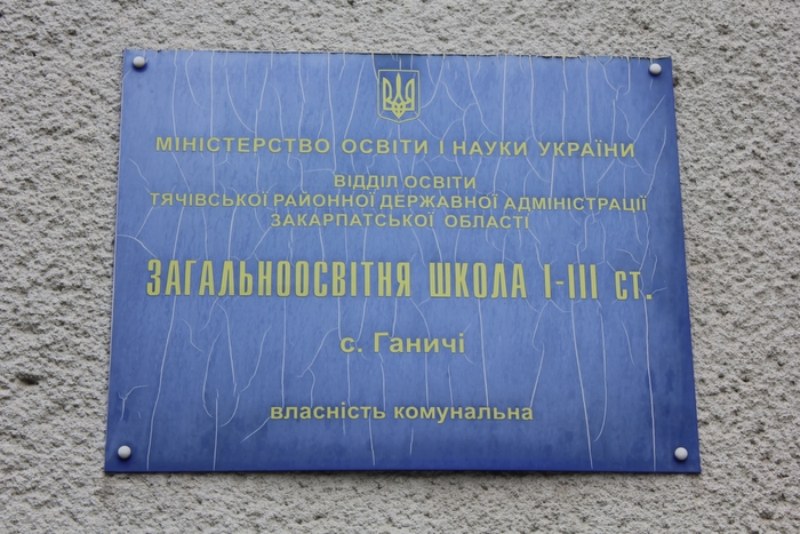 МІНІСТЕРСТВО ОСВІТИ І НАУКИ УКРАЇНИ
ВІДДІЛ ОСВІТИ
ТЯЧІВСЬКОЇ РАЙОННОЇ ДЕРЖАВНОЇ АДМІНІСТРАЦІЇ
ЗАКАРПАТСЬКОЇ ОБЛАСТІ
ЗАГАЛЬНООСВІТНЯ ШКОЛА І-ІІІ ст.
с. Ганичі
власність комунальна